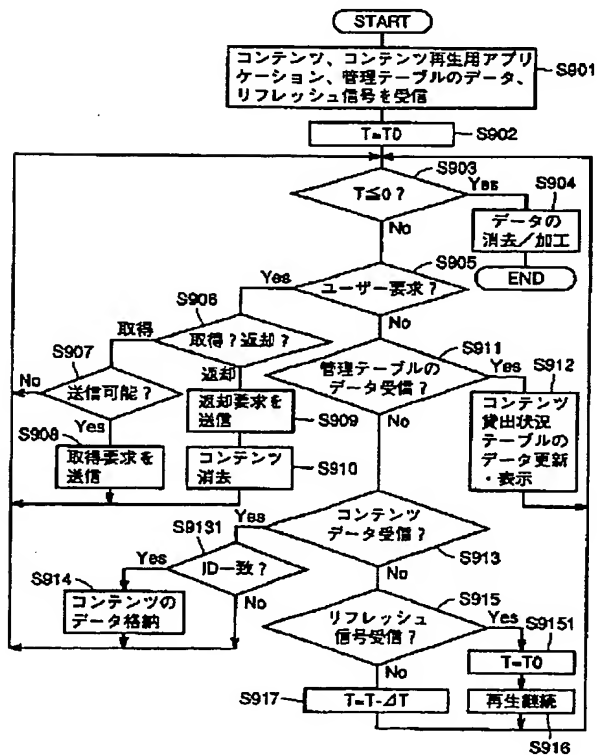 START
コンテンツ、コンテンツ再生用アプリ
ケーション、管理テーブルのデータ、
リフレッシュ信号を受信
S901
T=T0
S902
S903
T≦0?
Yes
No
S904
データの
消去/加工
END
S905
ユーザー要求?
Yes
No
S906
取得?返却?
取得
返却
S907
送信可能?
No
Yes
S908
取得要求を
送信
返却要求を
送信
S909
コンテンツ
消去
S910
S911
管理テーブルの
データ受信?
Yes
No
S912
コンテンツ
貸出状況
テーブルの
データ更新
・表示
コンテンツ
データ受信?
S913
Yes
No
S9131
ID一致?
Yes
No
S914
コンテンツの
データ格納
S915
リフレッシュ
信号受信?
Yes
No
S9151
T=T0
再生継続
S916
S917
T=T-ΔT